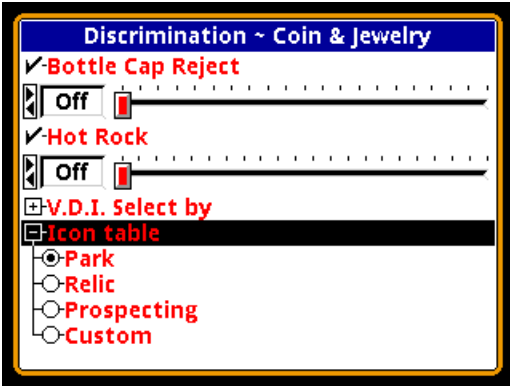 Discrimination ~ Coin & Jewelry
Bottle Cap Reject
Off
Hot Rock
Off
V.D.I. Select by
Icon table
Park
Relic
Prospecting
Custom